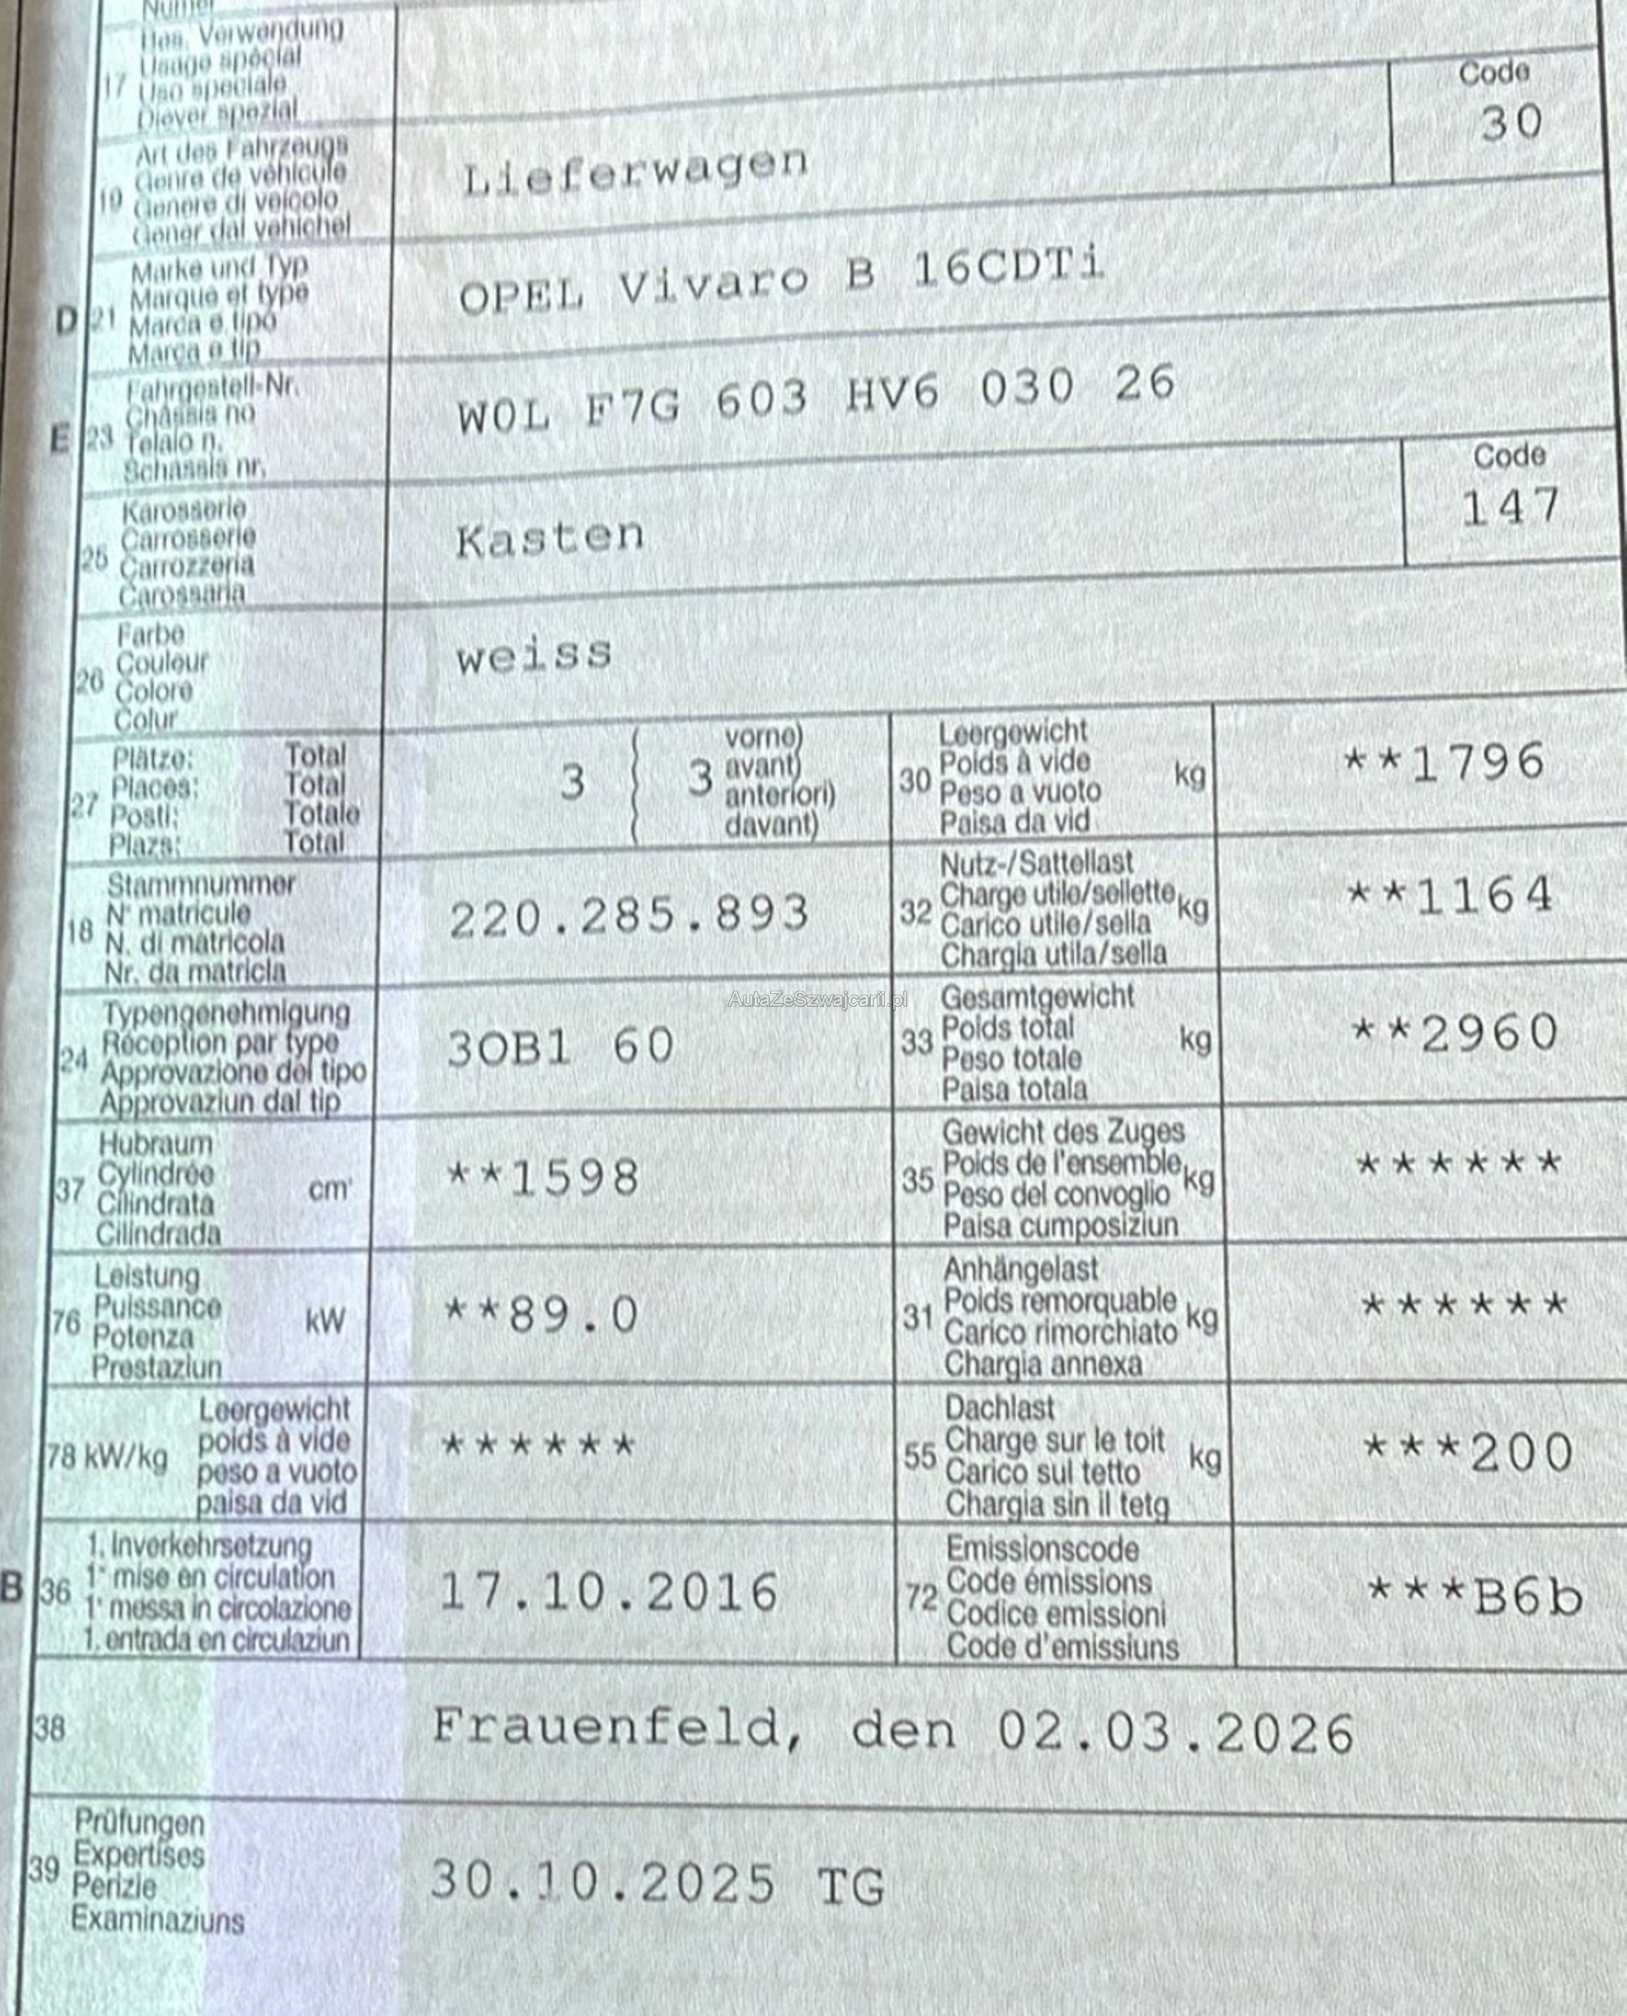 Numer
Bes. Verwendung
Usage spécial
17 Uso speciale
Diever spezial
Art des Fahrzeugs
Genre de véhicule
19 Genere di veicolo
Gener dal vehichel
Lieferwagen
Code
30
Marke und Typ
Marque et type
D 21 Marca e tipo
Marca e tip
OPEL Vivaro B 16CDTi
Fahrgestell-Nr.
Châssis no
E 23 Telaio n.
Schassis nr.
W0L F7G 603 HV6 030 26
Karosserie
Carrosserie
25 Carrozzeria
Carossaria
Kasten
Code
147
Farbe
Couleur
26 Colore
Colur
weiss
Plätze: Total
Places: Total
27 Posti: Totale
Plazs: Total
3 { 3
vorne)
avant)
anteriori)
davant)
Leergewicht
30 Poids à vide kg
Peso a vuoto
Paisa da vid
**1796
Stammnummer
N° matricule
18 N. di matricola
Nr. da matricla
220.285.893
Nutz-/Sattellast
32 Charge utile/sellette kg
Carico utile/sella
Chargia utila/sella
**1164
AutaZeSzwajcarii.pl
Typengenehmigung
24 Réception par type
Approvazione del tipo
Approvaziun dal tip
3OB1 60
Gesamtgewicht
33 Poids total kg
Peso totale
Paisa totala
**2960
Hubraum
37 Cylindrée cm³
Cilindrata
Cilindrada
**1598
Gewicht des Zuges
35 Poids de l'ensemble kg
Peso del convoglio
Paisa cumposiziun
******
Leistung
76 Puissance kW
Potenza
Prestaziun
**89.0
Anhängelast
31 Poids remorquable kg
Carico rimorchiato
Chargia annexa
******
Leergewicht
78 kW/kg poids à vide
peso a vuoto
paisa da vid
******
Dachlast
55 Charge sur le toit kg
Carico sul tetto
Chargia sin il tetg
***200
1. Inverkehrsetzung
B 36 1° mise en circulation
1° messa in circolazione
1. entrada en circulaziun
17.10.2016
Emissionscode
72 Code émissions
Codice emissioni
Code d'emissiuns
***B6b
38
Frauenfeld, den 02.03.2026
Prüfungen
39 Expertises
Perizie
Examinaziuns
30.10.2025 TG